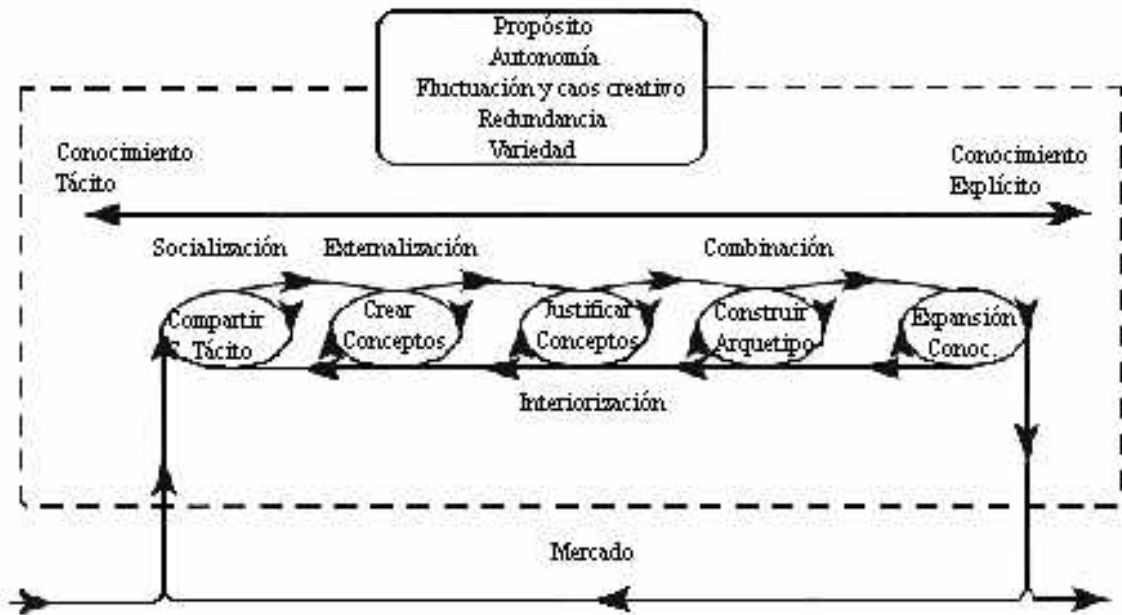 Propósito
Autonomía
Fluctuación y caos creativo
Redundancia
Variedad
Conocimiento
Tácito
Conocimiento
Explícito
Socialización
Externalización
Combinación
Compartir
C. Tácito
Crear
Conceptos
Justificar
Conceptos
Construir
Arquetipo
Expansión
Conoc.
Interiorización
Mercado